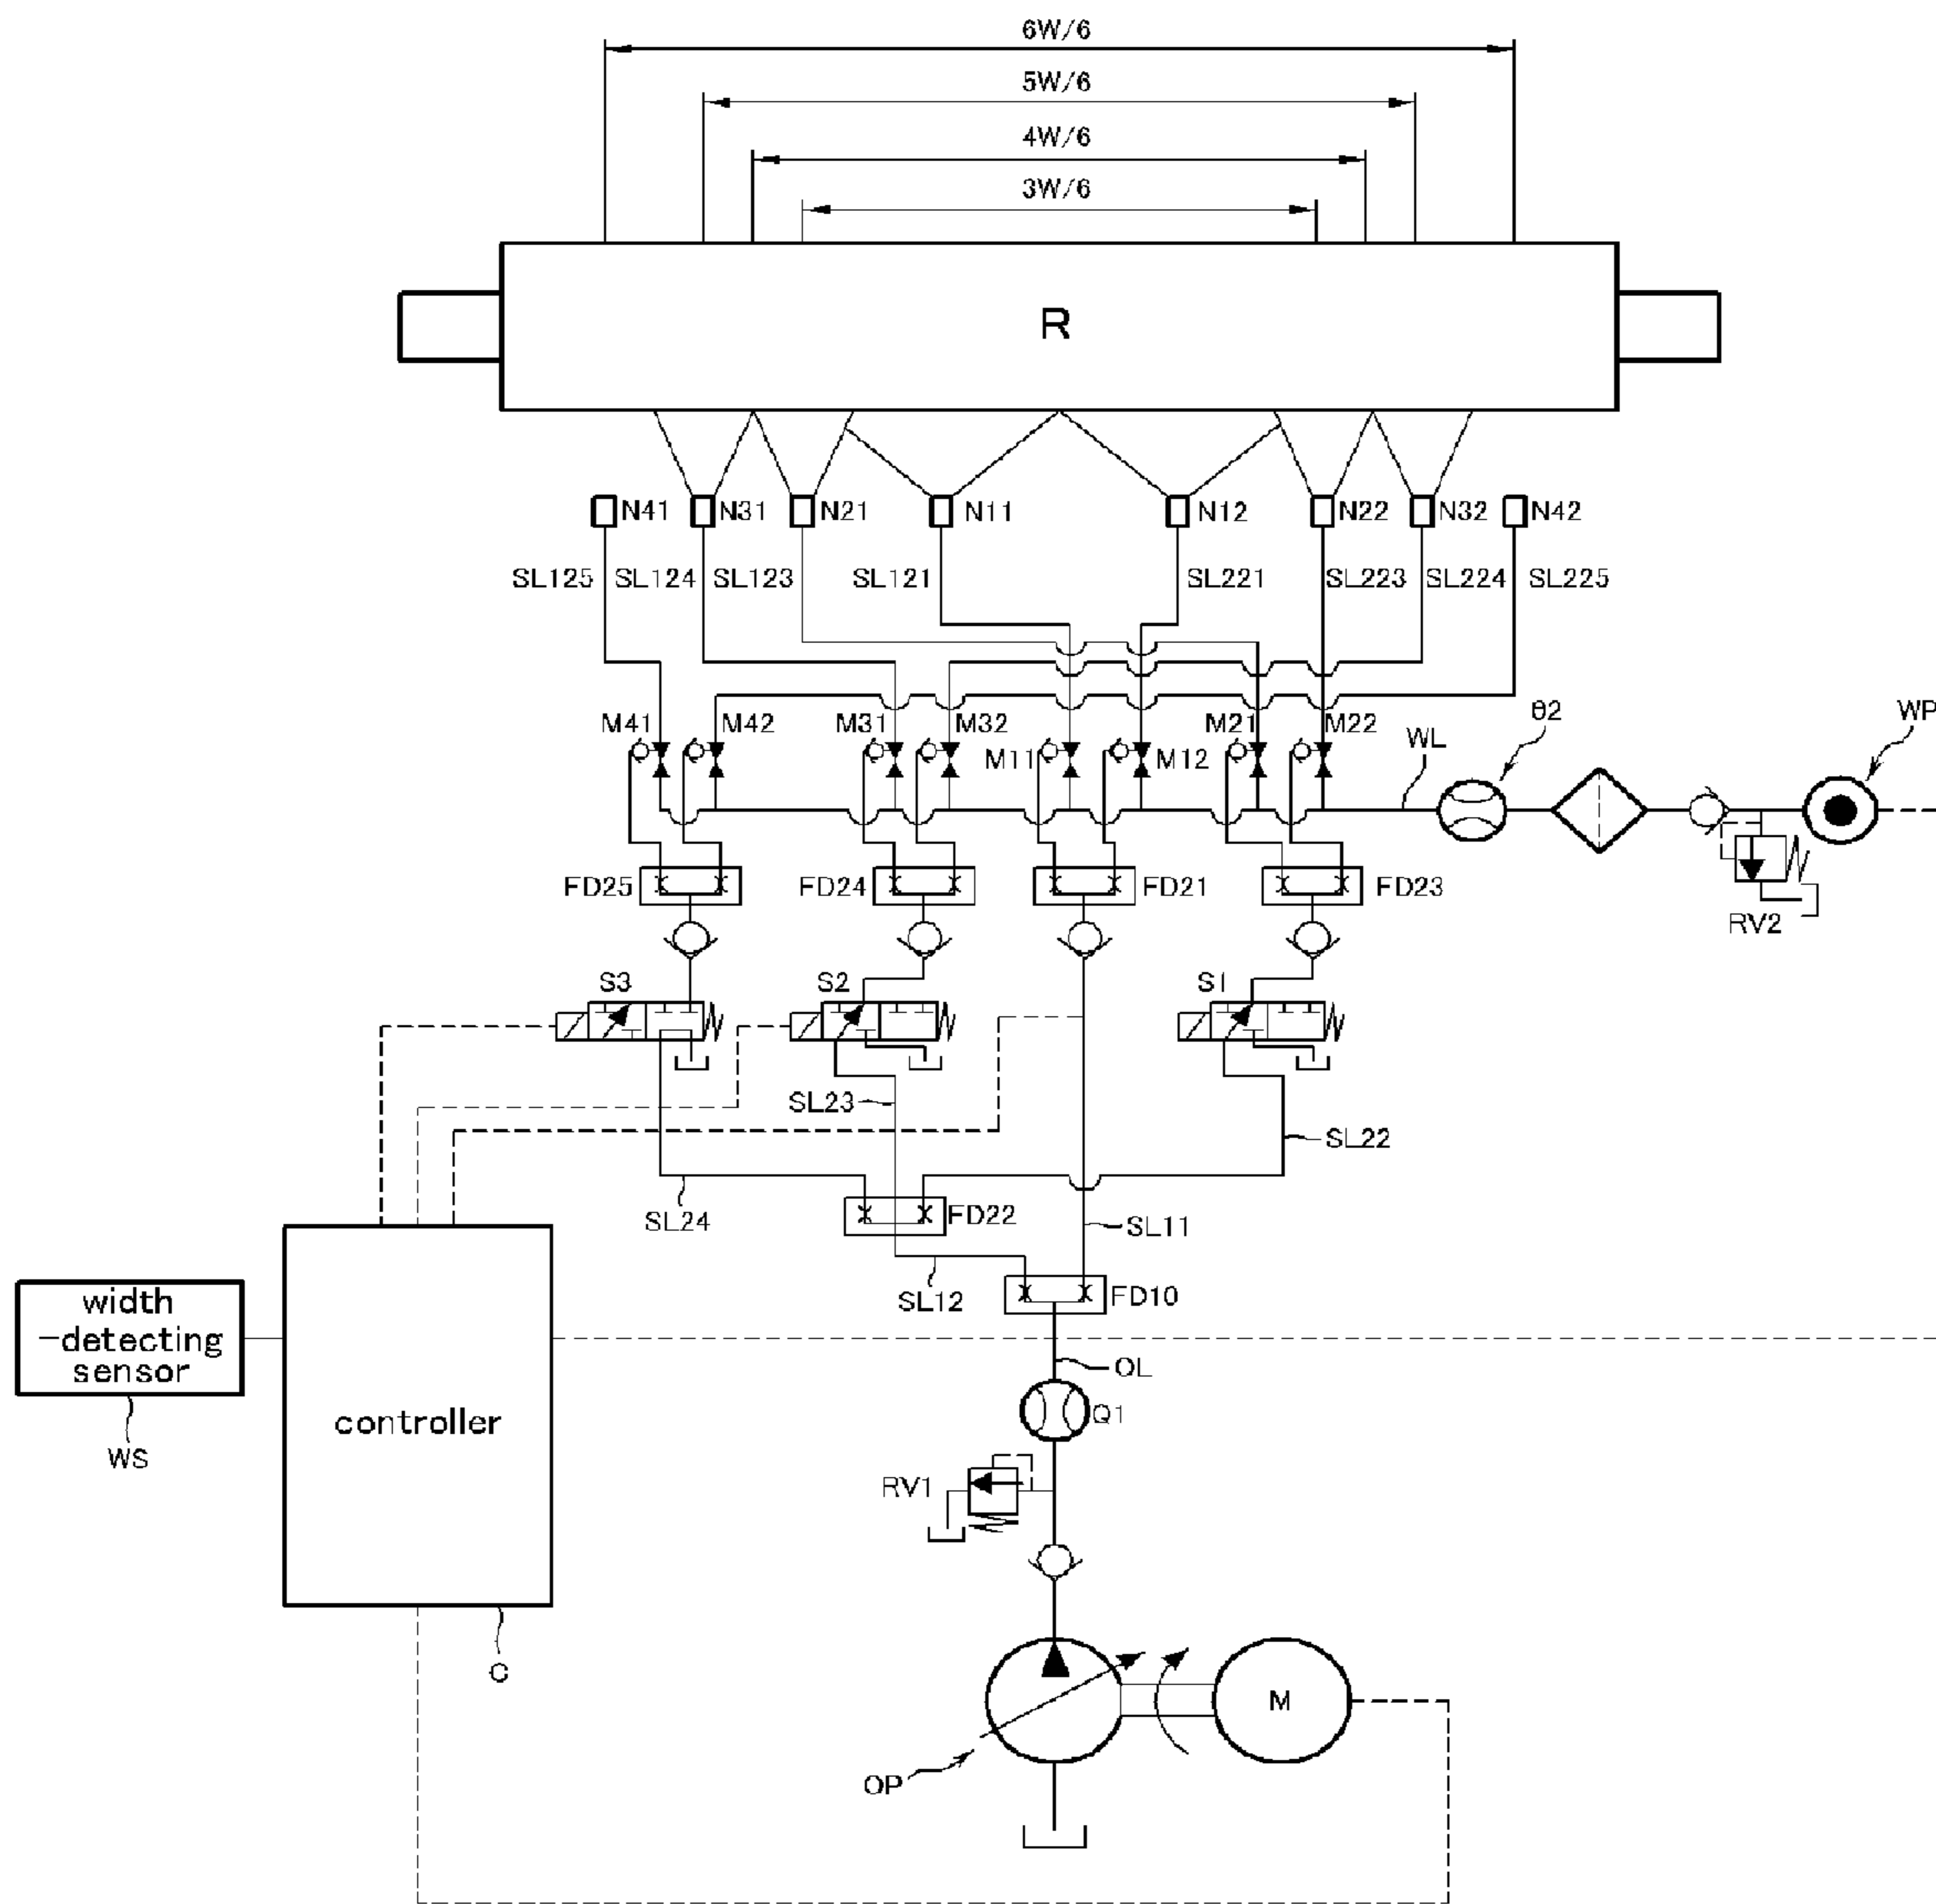 6W/6
5W/6
4W/6
3W/6
R
N41 N31 N21 N11 N12 N22 N32 N42
SL125 SL124 SL123 SL121 SL221 SL223 SL224 SL225
M41 M42 M31 M32 M21 M22 θ2 WP
M11 M12 WL
FD25 FD24 FD21 FD23
RV2
S3 S2 S1
SL23
SL22
SL24 FD22 SL11
SL12 FD10
width
-detecting
sensor
OL
controller
Q1
WS
RV1
C
M
OP